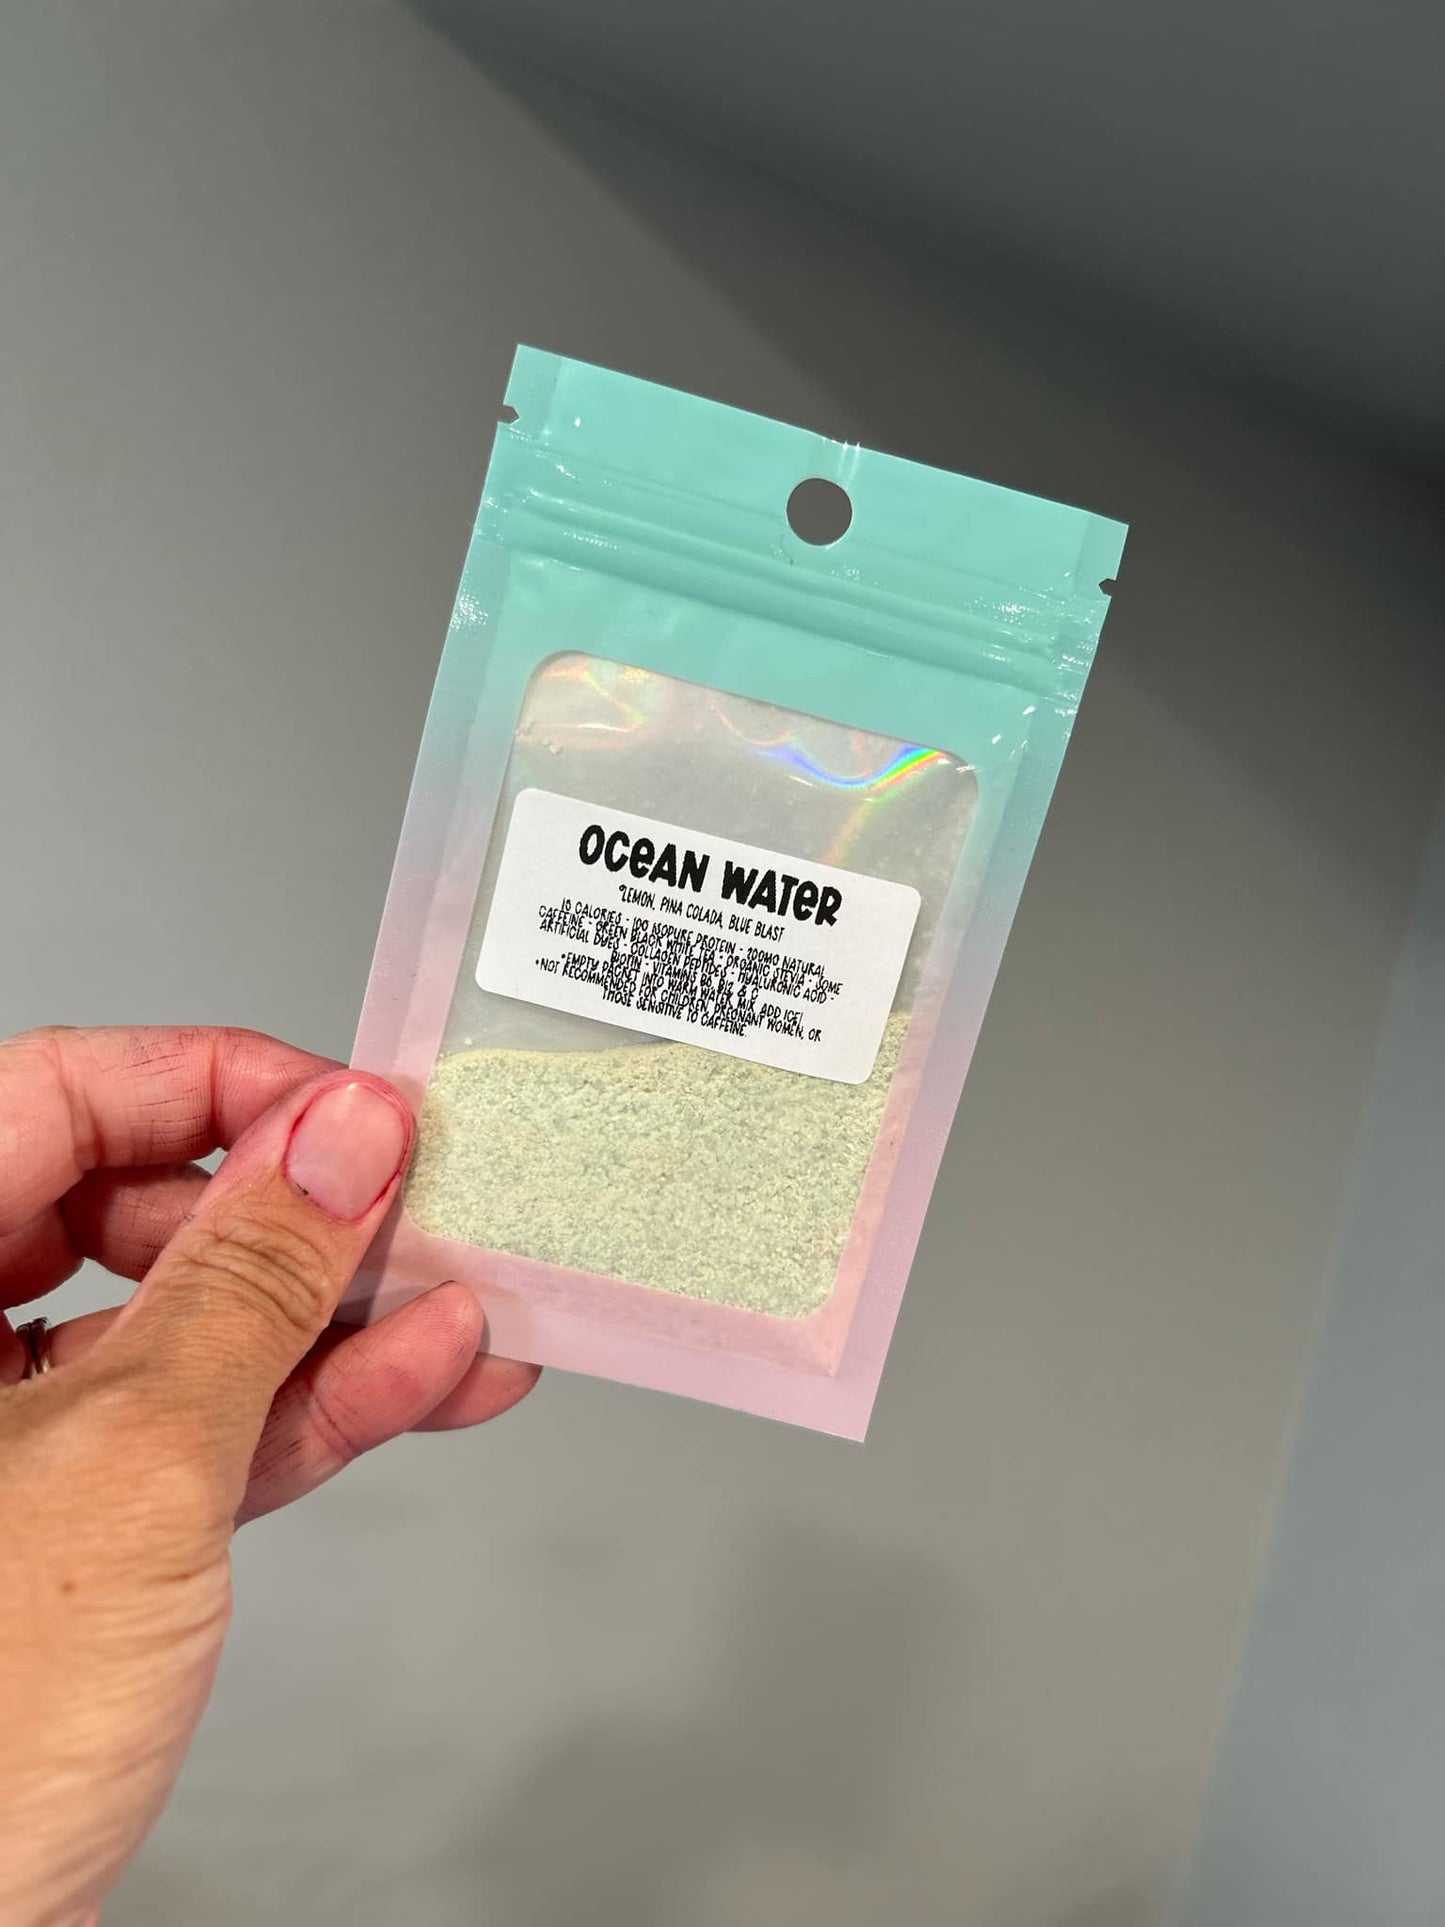 OCEAN WATER
*LEMON, PINA COLADA, BLUE BLAST
15 CALORIES - 10G ISOPURE PROTEIN - 200MG NATURAL
CAFFEINE - GREEN BLACK WHITE TEA - ORGANIC STEVIA - SOME
ARTIFICIAL DYES - COLLAGEN PEPTIDES - HYALURONIC ACID -
BIOTIN - VITAMINS B6, B12, & C
*EMPTY PACKET INTO WARM WATER, MIX, ADD ICE!
*NOT RECOMMENDED FOR CHILDREN, PREGNANT WOMEN, OR
THOSE SENSITIVE TO CAFFEINE.